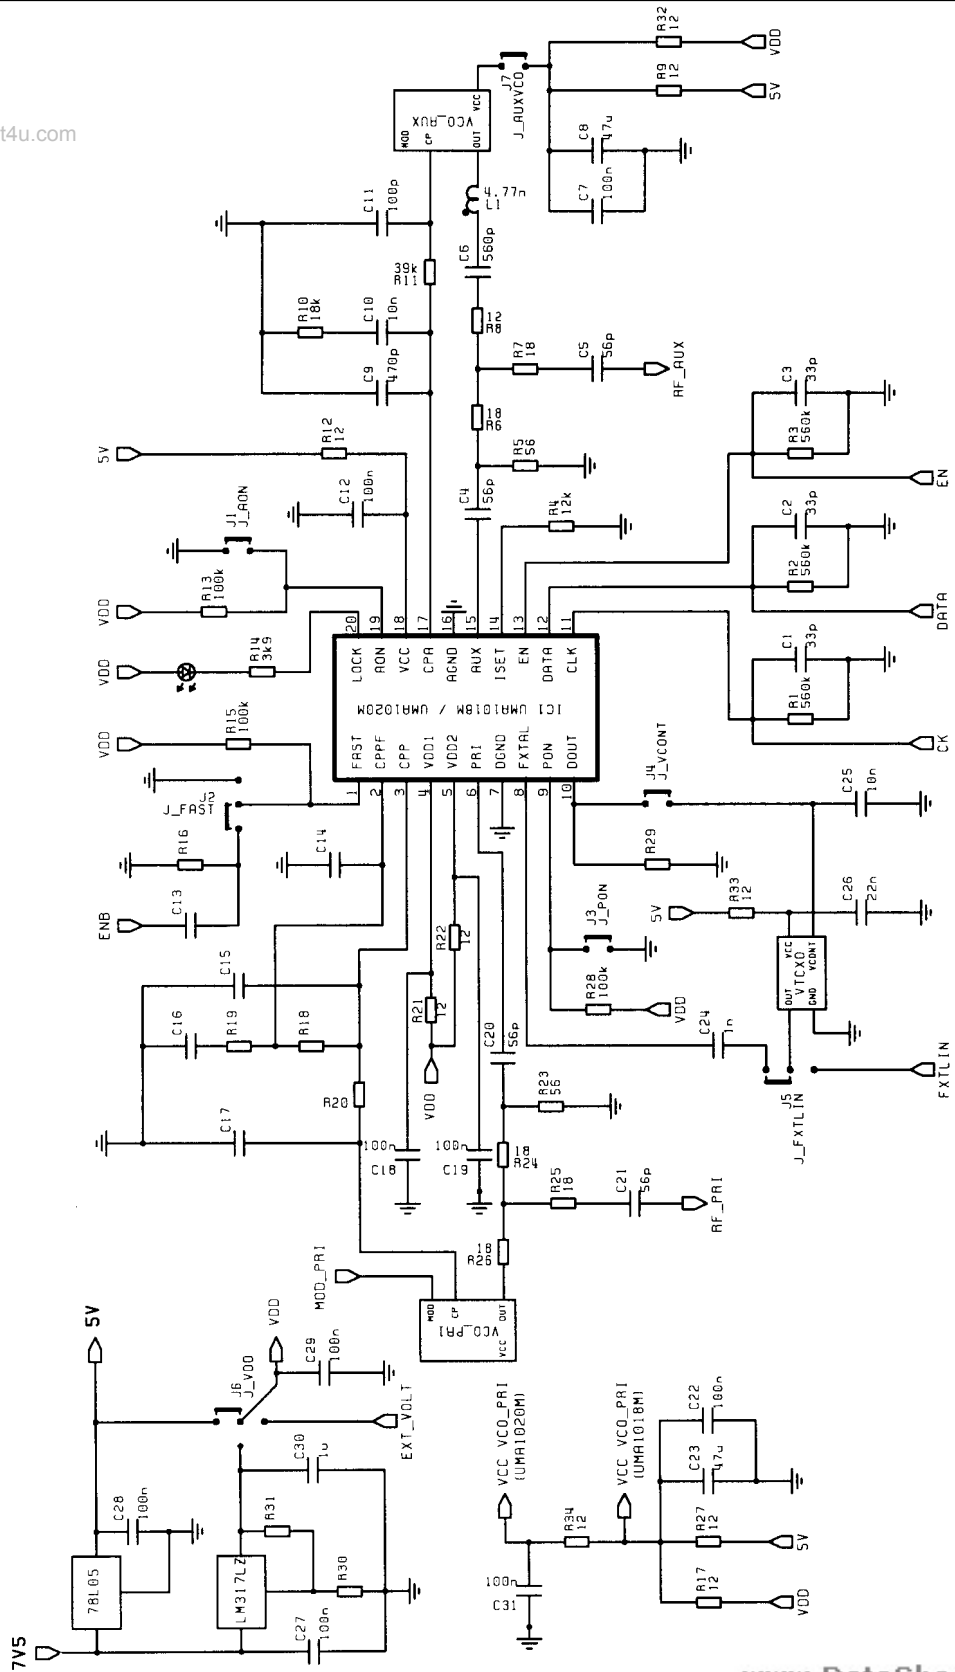 t4u.com
R32
12
VDD
R9
12
5V
J7
J_AUXVCO
VCC
VCO_AUX
MOD
CP
OUT
C8
47u
C7
100n
4.77n
L1
C11
100p
39k
R11
C6
560p
R10
18k
C10
10n
12
R8
C9
470p
R7
18
C5
56p
RF_AUX
18
R6
5V
R12
12
R5
56
C3
33p
R3
560k
EN
C12
100n
C4
56p
R4
12k
J1
J_AON
C2
33p
R2
560k
DATA
VDD
R13
100k
20
19
18
17
16
15
14
13
12
11
LOCK
AON
VCC
CPA
AGND
AUX
ISET
EN
DATA
CLK
VDD
R14
3k9
C1
33p
R1
560k
CK
IC1 UMA1018M / UMA1020M
VDD
R15
100k
FAST
CPPF
CPP
VDD1
VDD2
PRI
DGND
FXTAL
PON
DOUT
1
2
3
4
5
6
7
8
9
10
J2
J_FAST
J4
J_VCONT
C25
10n
R16
C14
R29
ENB
C13
J3
J_PON
5V
R33
12
C26
22n
R22
12
VCC
VCONT
VTCXO
OUT
GND
C15
C16
R19
R18
R21
12
VDD
R28
100k
VDD
C20
56p
C24
1n
R20
R23
56
J5
J_FXTLIN
FXTLIN
C17
100n
C18
100n
C19
18
R24
R25
18
C21
56p
RF_PRI
18
R26
MOD_PRI
MOD
CP
OUT
VCO_PRI
VCC
5V
VDD
C29
100n
J6
J_VDD
EXT_VOLT
C30
1u
C28
100n
R31
78L05
LM317LZ
R30
C27
100n
7V5
VCC VCO_PRI
(UMA1020M)
VCC VCO_PRI
(UMA1018M)
C22
100n
C23
47u
R34
12
R27
12
5V
100n
C31
R17
12
VDD